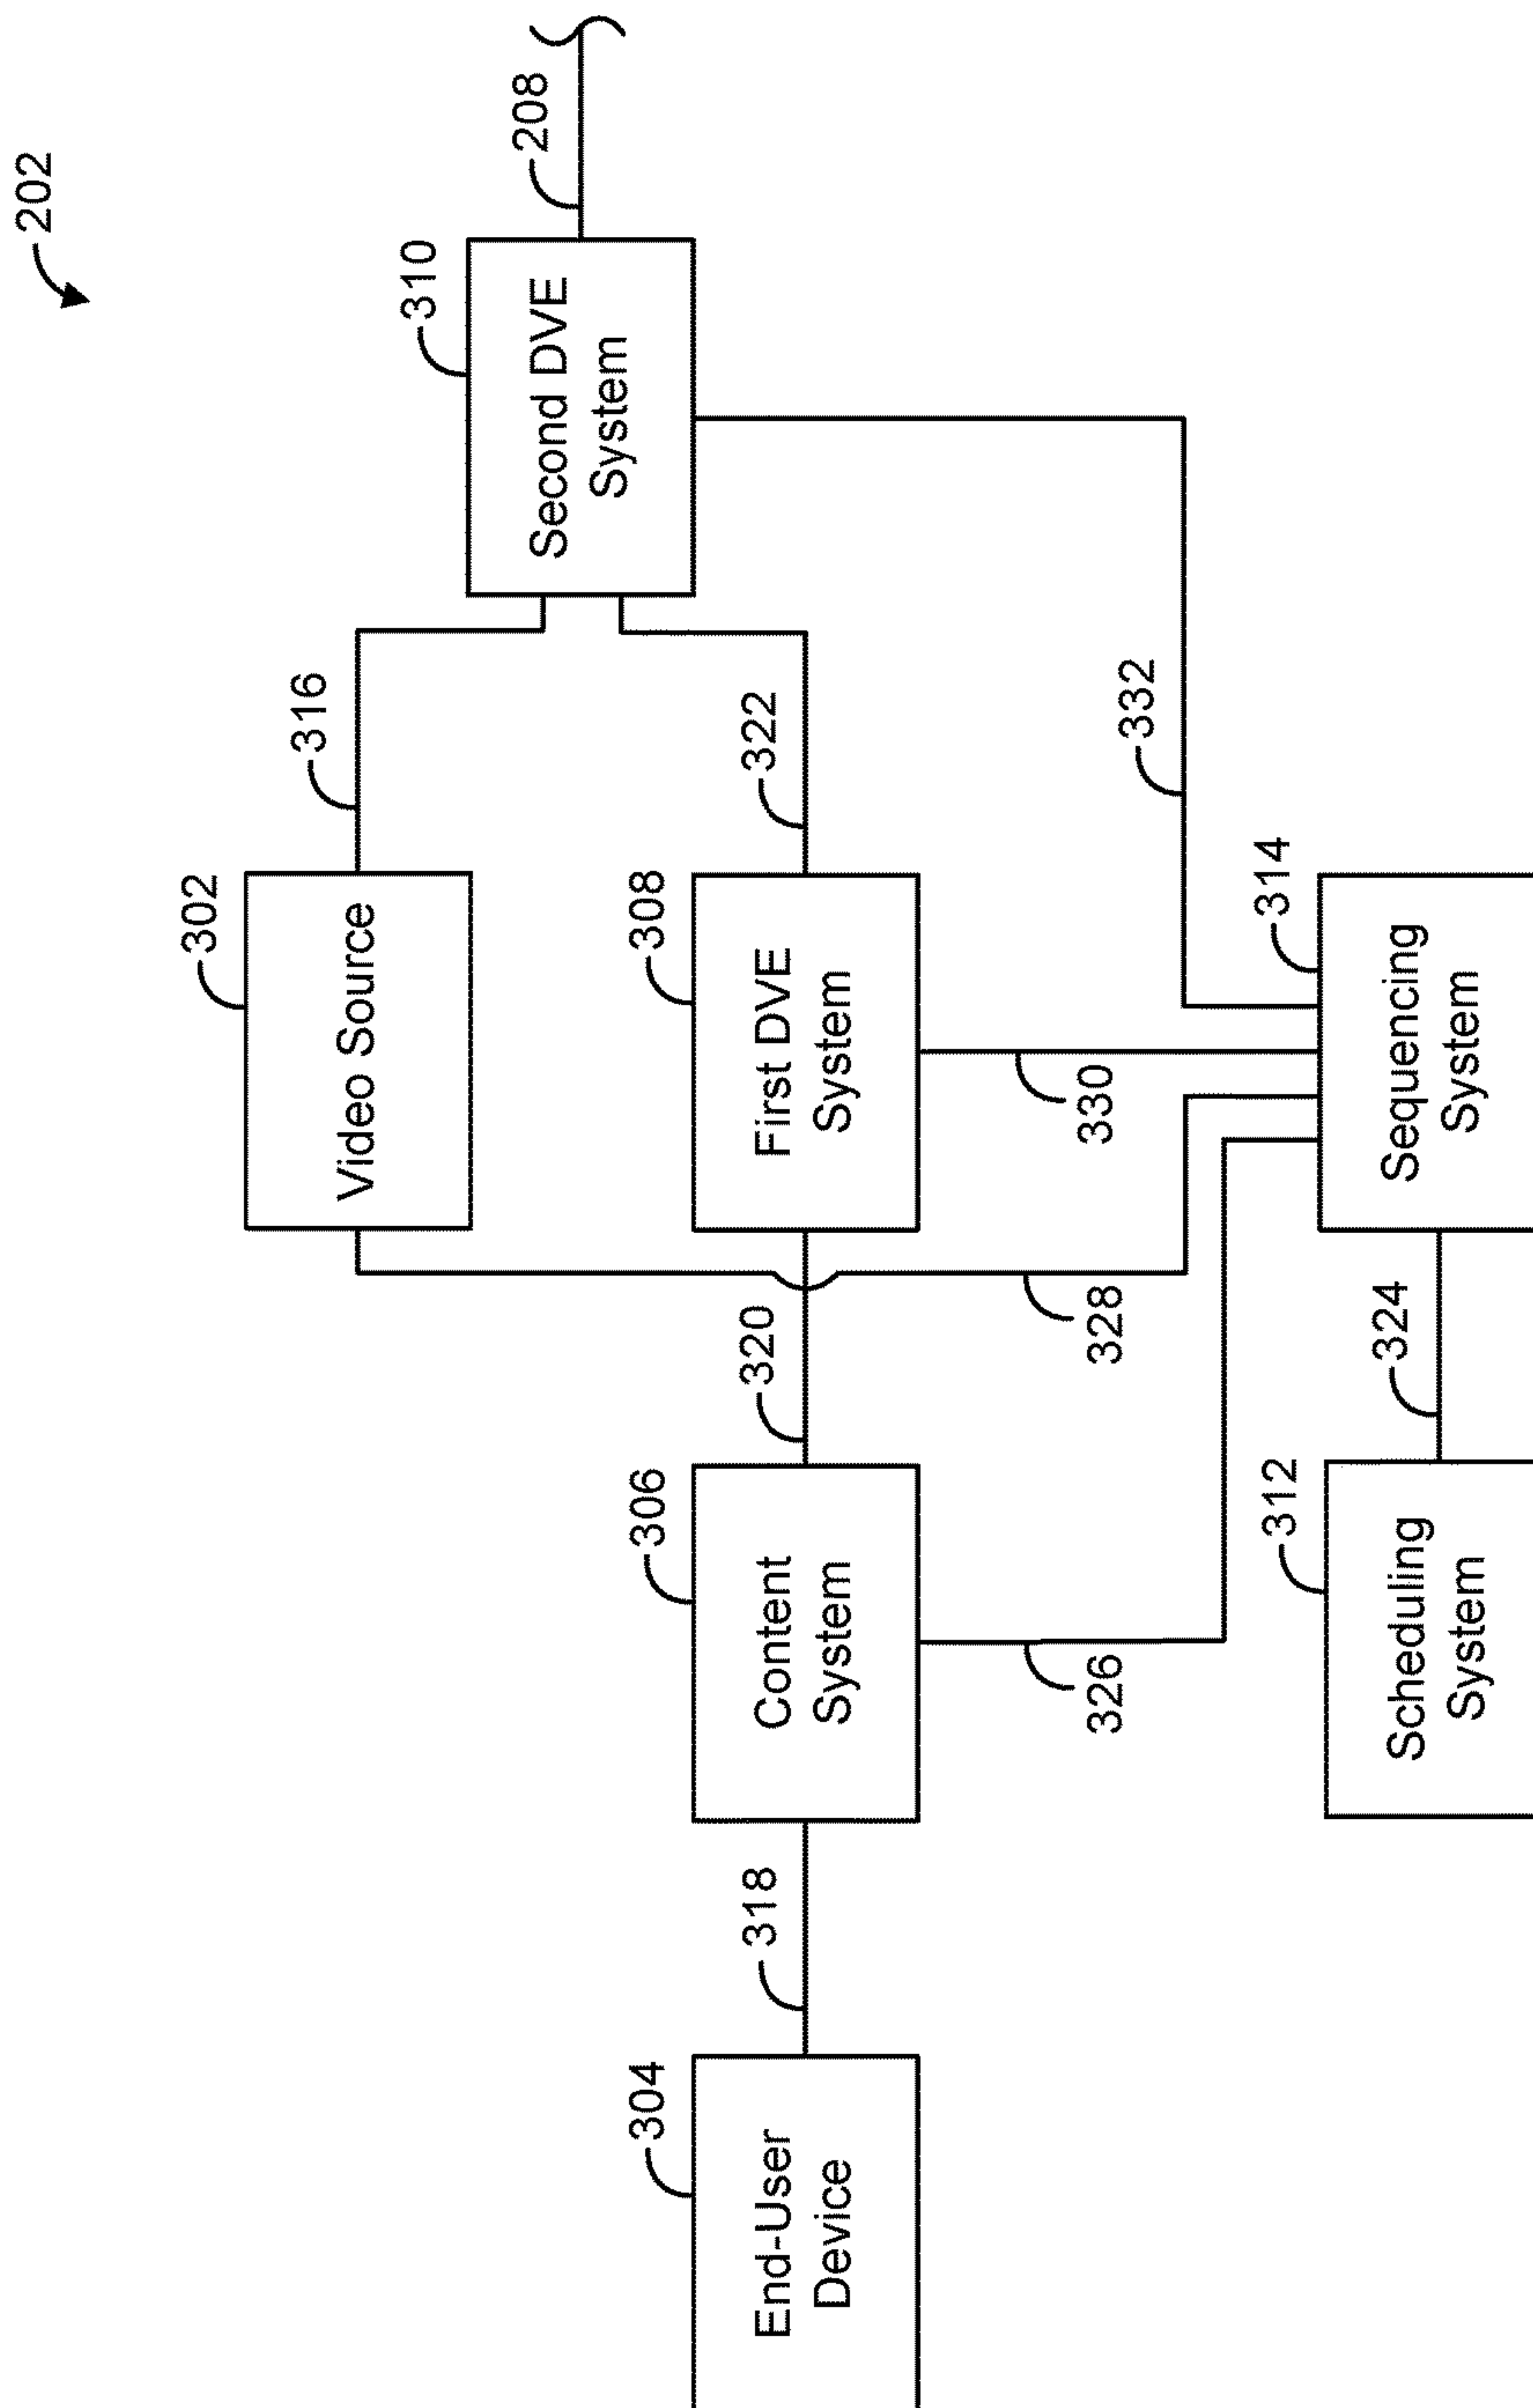 202
302
Video Source
316
310
Second DVE
System
208
304
End-User
Device
318
306
Content
System
320
308
First DVE
System
322
326
328
330
332
312
Scheduling
System
324
314
Sequencing
System